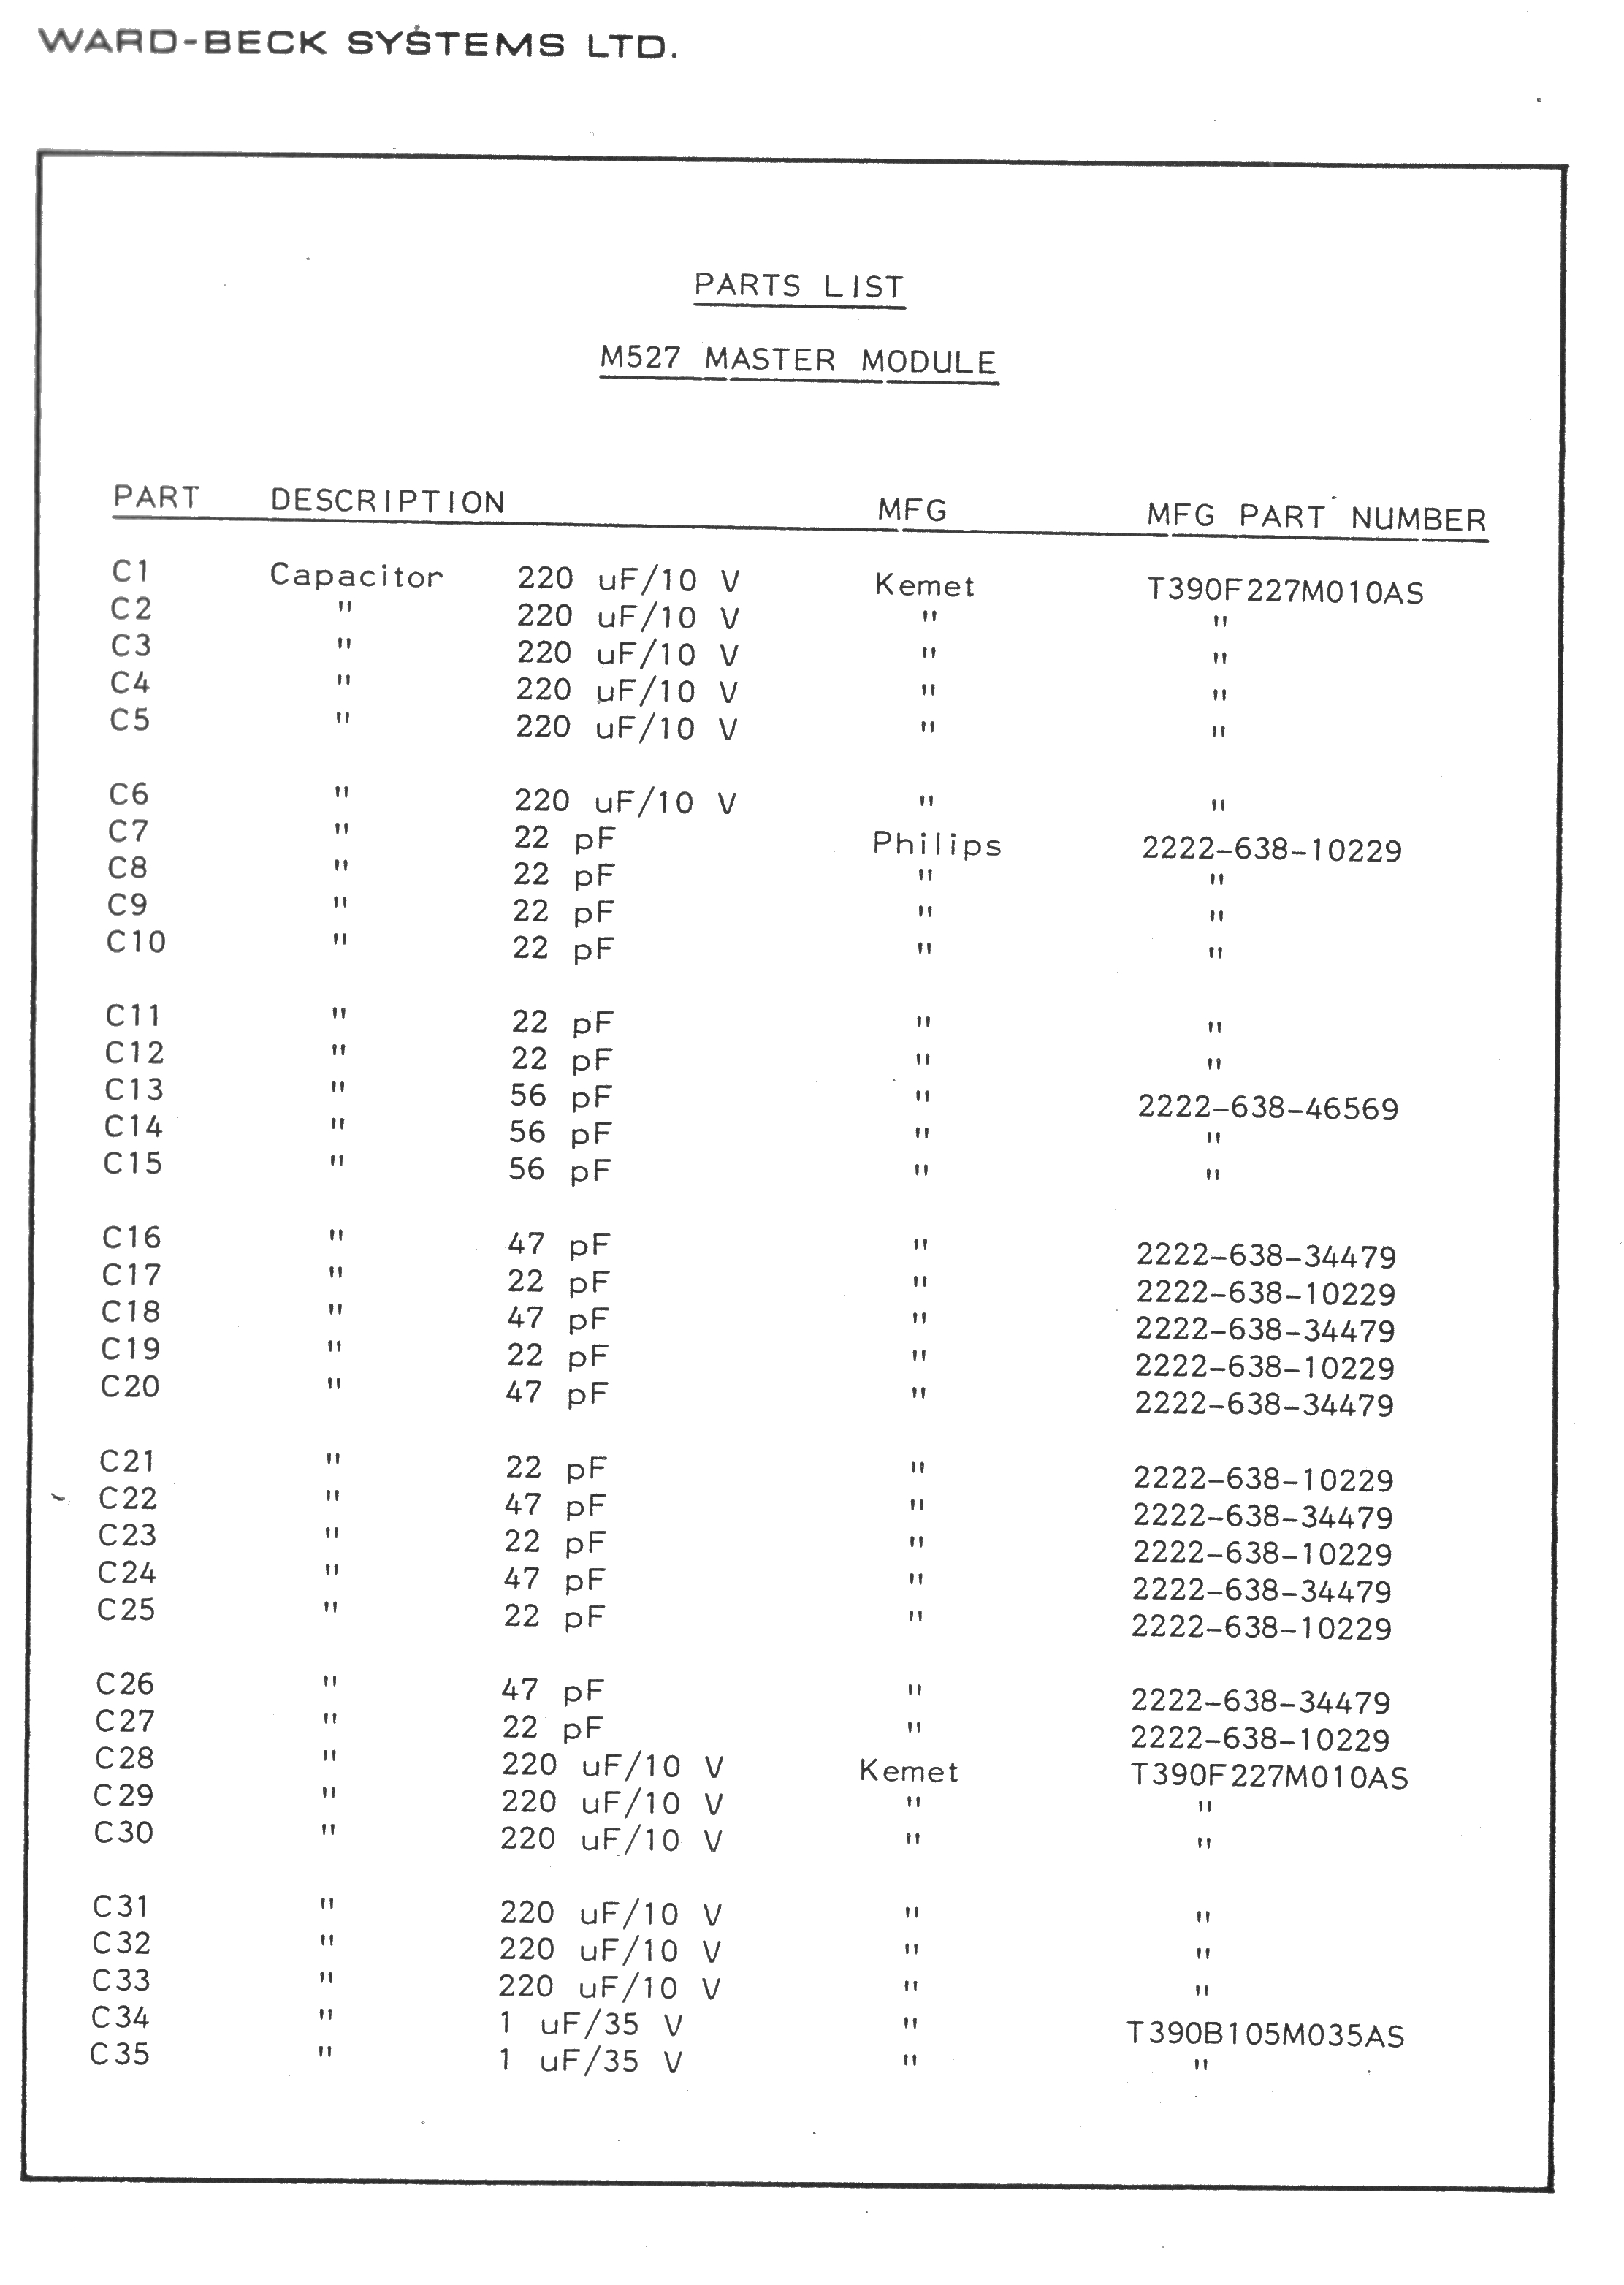 WARD-BECK SYSTEMS LTD.
PARTS LIST
M527 MASTER MODULE
PART DESCRIPTION MFG MFG PART NUMBER
C1 Capacitor 220 uF/10 V Kemet T390F227M010AS
C2 " 220 uF/10 V " "
C3 " 220 uF/10 V " "
C4 " 220 uF/10 V " "
C5 " 220 uF/10 V " "
C6 " 220 uF/10 V " "
C7 " 22 pF Philips 2222-638-10229
C8 " 22 pF " "
C9 " 22 pF " "
C10 " 22 pF " "
C11 " 22 pF " "
C12 " 22 pF " "
C13 " 56 pF " 2222-638-46569
C14 " 56 pF " "
C15 " 56 pF " "
C16 " 47 pF " 2222-638-34479
C17 " 22 pF " 2222-638-10229
C18 " 47 pF " 2222-638-34479
C19 " 22 pF " 2222-638-10229
C20 " 47 pF " 2222-638-34479
C21 " 22 pF " 2222-638-10229
C22 " 47 pF " 2222-638-34479
C23 " 22 pF " 2222-638-10229
C24 " 47 pF " 2222-638-34479
C25 " 22 pF " 2222-638-10229
C26 " 47 pF " 2222-638-34479
C27 " 22 pF " 2222-638-10229
C28 " 220 uF/10 V Kemet T390F227M010AS
C29 " 220 uF/10 V " "
C30 " 220 uF/10 V " "
C31 " 220 uF/10 V " "
C32 " 220 uF/10 V " "
C33 " 220 uF/10 V " "
C34 " 1 uF/35 V " T390B105M035AS
C35 " 1 uF/35 V " "